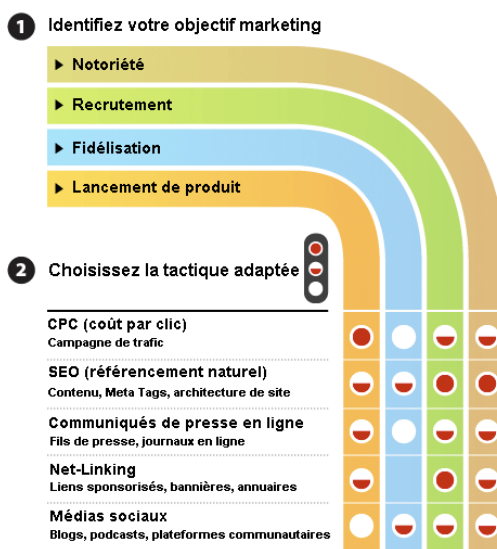 1 Identifiez votre objectif marketing
Notoriété
Recrutement
Fidélisation
Lancement de produit
2 Choisissez la tactique adaptée
CPC (coût par clic)
Campagne de trafic
SEO (référencement naturel)
Contenu, Meta Tags, architecture de site
Communiqués de presse en ligne
Fils de presse, journaux en ligne
Net-Linking
Liens sponsorisés, bannières, annuaires
Médias sociaux
Blogs, podcasts, plateformes communautaires